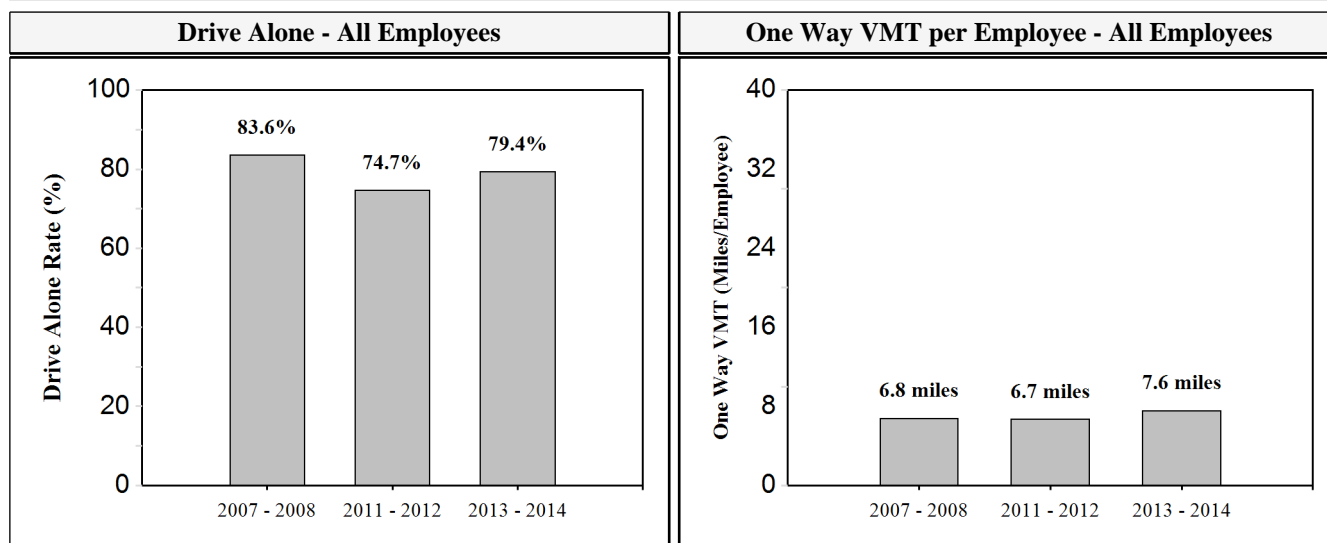 Drive Alone - All Employees
Drive Alone Rate (%)
100
80
60
40
20
0
83.6%
74.7%
79.4%
2007 - 2008
2011 - 2012
2013 - 2014
One Way VMT per Employee - All Employees
One Way VMT (Miles/Employee)
40
32
24
16
8
0
6.8 miles
6.7 miles
7.6 miles
2007 - 2008
2011 - 2012
2013 - 2014